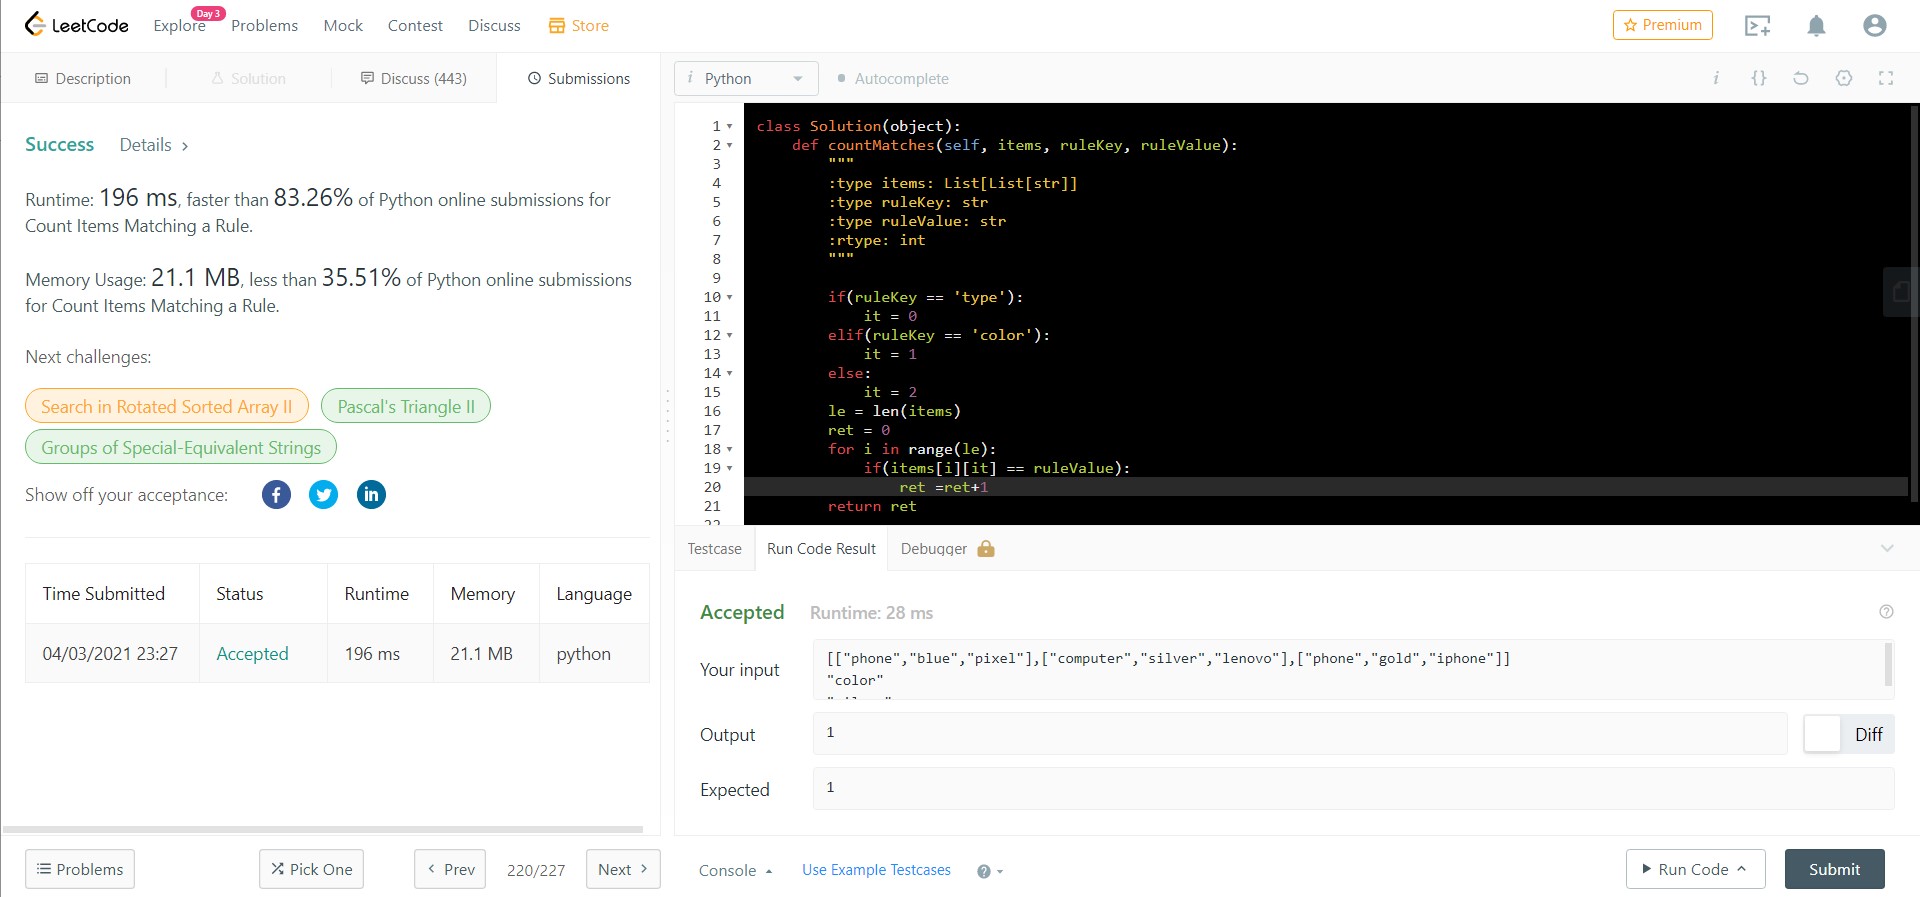 LeetCode
Explore
Day 3
Problems
Mock
Contest
Discuss
Store
Premium
Description
Solution
Discuss (443)
Submissions
Success
Details >
Runtime: 196 ms, faster than 83.26% of Python online submissions for
Count Items Matching a Rule.
Memory Usage: 21.1 MB, less than 35.51% of Python online submissions
for Count Items Matching a Rule.
Next challenges:
Search in Rotated Sorted Array II
Pascal's Triangle II
Groups of Special-Equivalent Strings
Show off your acceptance:
Time Submitted Status Runtime Memory Language
04/03/2021 23:27 Accepted 196 ms 21.1 MB python
Problems
Pick One
Prev
220/227
Next
i Python
Autocomplete
i {}
1 class Solution(object):
2 def countMatches(self, items, ruleKey, ruleValue):
3 """
4 :type items: List[List[str]]
5 :type ruleKey: str
6 :type ruleValue: str
7 :rtype: int
8 """
9
10 if(ruleKey == 'type'):
11 it = 0
12 elif(ruleKey == 'color'):
13 it = 1
14 else:
15 it = 2
16 le = len(items)
17 ret = 0
18 for i in range(le):
19 if(items[i][it] == ruleValue):
20 ret =ret+1
21 return ret
Testcase
Run Code Result
Debugger
Accepted
Runtime: 28 ms
Your input
[["phone","blue","pixel"],["computer","silver","lenovo"],["phone","gold","iphone"]]
"color"
Output
1
Diff
Expected
1
Console
Use Example Testcases
Run Code
Submit